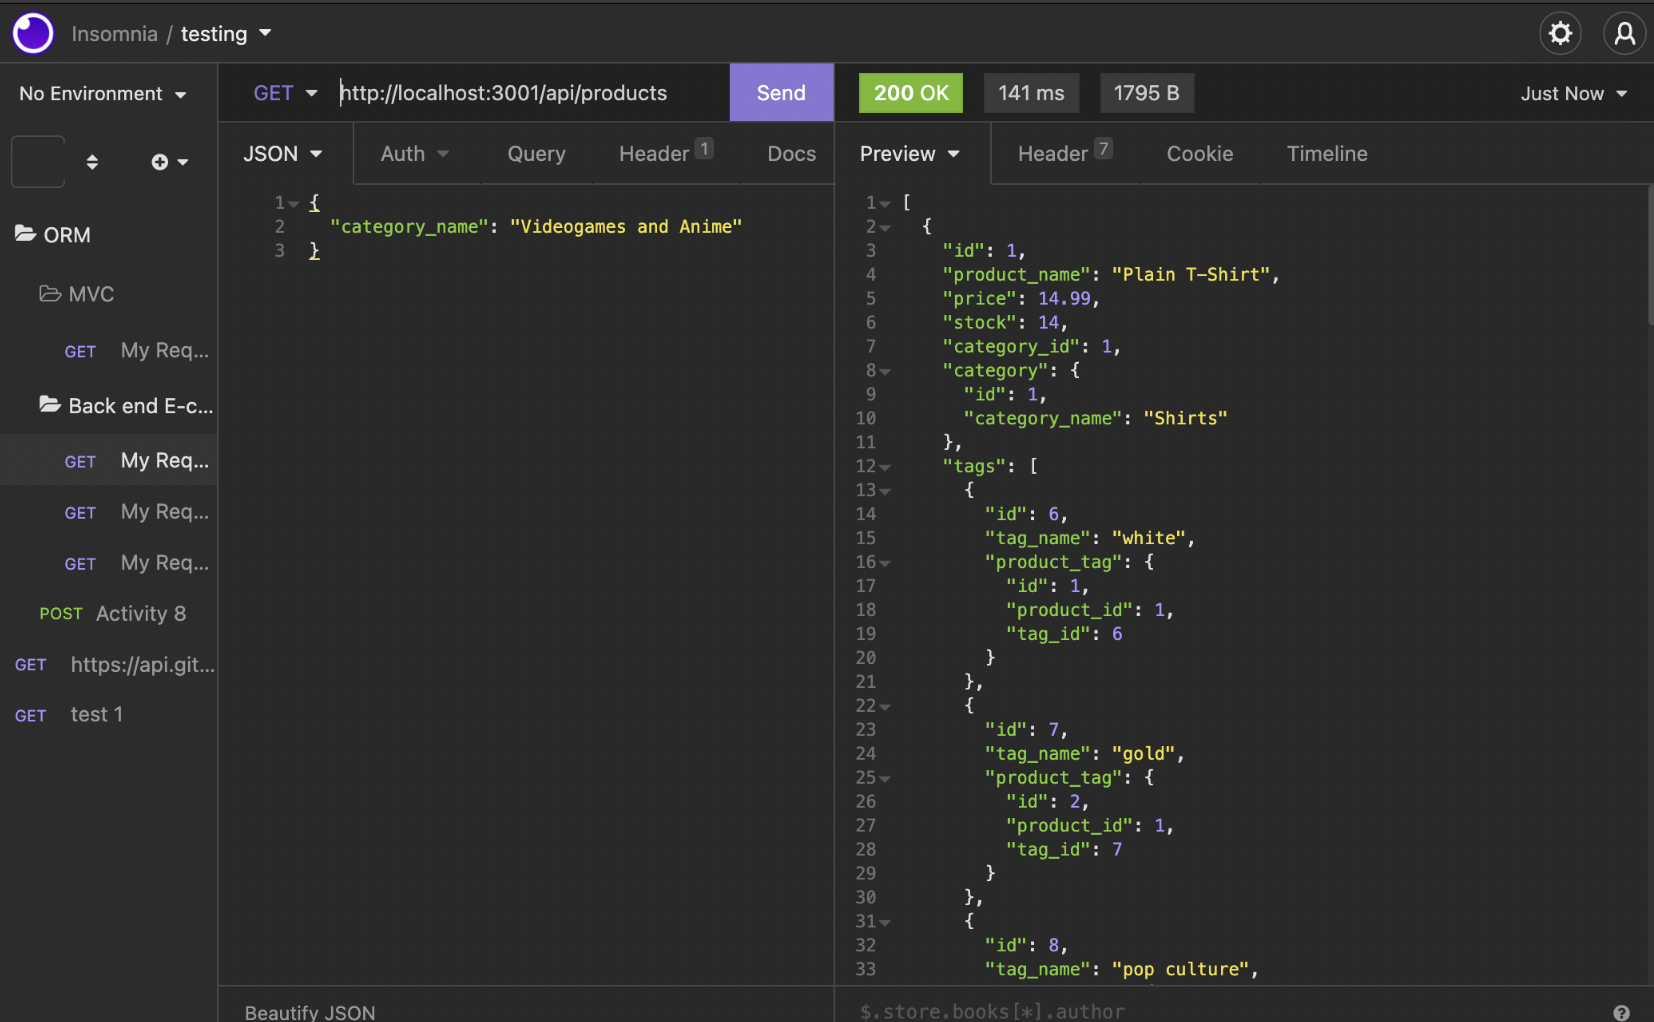 Insomnia / testing
No Environment
GET http://localhost:3001/api/products Send
200 OK 141 ms 1795 B Just Now
JSON Auth Query Header 1 Docs
Preview Header 7 Cookie Timeline
ORM
MVC
GET My Req...
Back end E-c...
GET My Req...
GET My Req...
GET My Req...
POST Activity 8
GET https://api.git...
GET test 1
1 {
2 "category_name": "Videogames and Anime"
3 }
Beautify JSON
1 [
2 {
3 "id": 1,
4 "product_name": "Plain T-Shirt",
5 "price": 14.99,
6 "stock": 14,
7 "category_id": 1,
8 "category": {
9 "id": 1,
10 "category_name": "Shirts"
11 },
12 "tags": [
13 {
14 "id": 6,
15 "tag_name": "white",
16 "product_tag": {
17 "id": 1,
18 "product_id": 1,
19 "tag_id": 6
20 }
21 },
22 {
23 "id": 7,
24 "tag_name": "gold",
25 "product_tag": {
26 "id": 2,
27 "product_id": 1,
28 "tag_id": 7
29 }
30 },
31 {
32 "id": 8,
33 "tag_name": "pop culture",
$.store.books[*].author